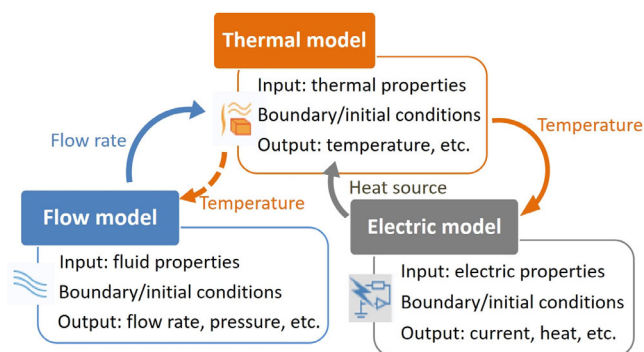 Thermal model
Input: thermal properties
Boundary/initial conditions
Output: temperature, etc.
Flow rate
Temperature
Temperature
Heat source
Flow model
Input: fluid properties
Boundary/initial conditions
Output: flow rate, pressure, etc.
Electric model
Input: electric properties
Boundary/initial conditions
Output: current, heat, etc.